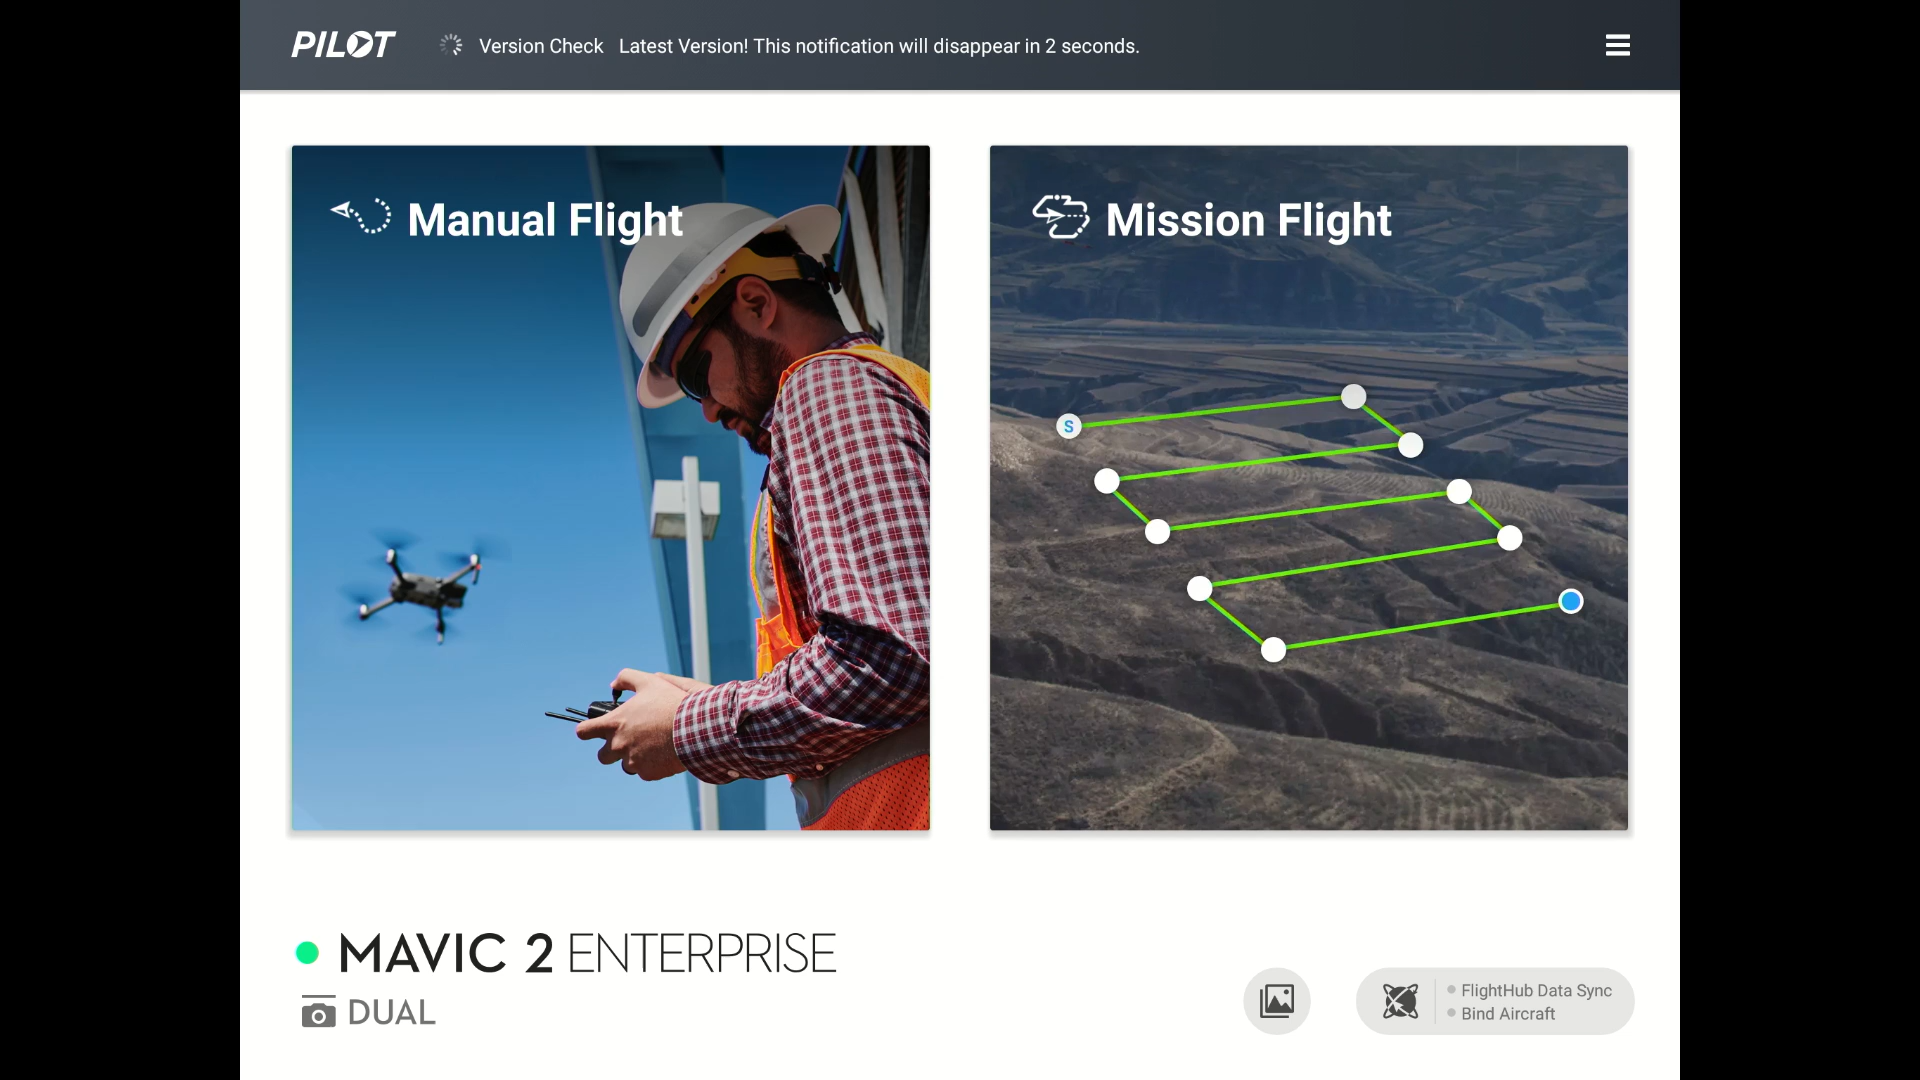 PILOT
Version Check Latest Version! This notification will disappear in 2 seconds.
Manual Flight
Mission Flight
S
MAVIC 2 ENTERPRISE
DUAL
FlightHub Data Sync
Bind Aircraft